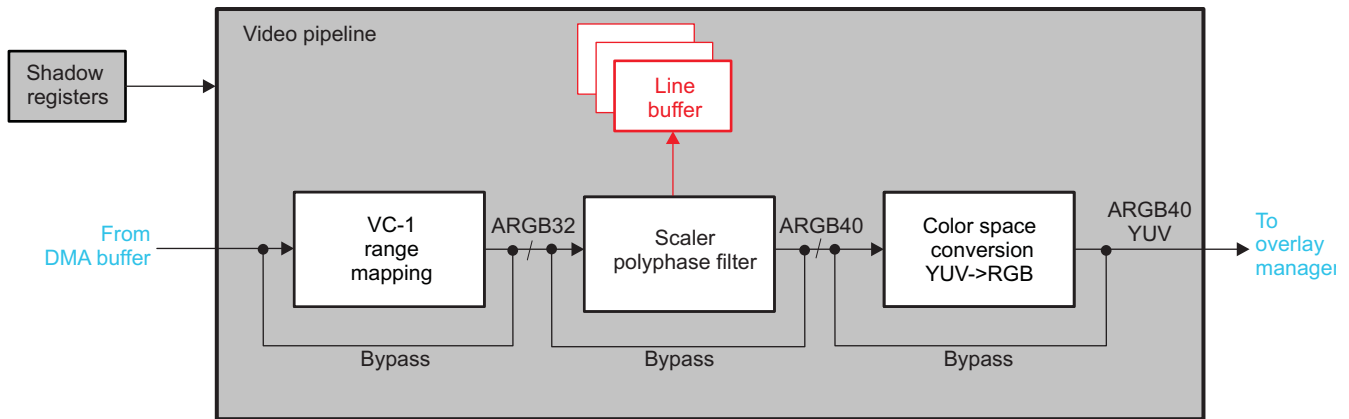 Video pipeline
Shadow
registers
Line
buffer
From
DMA buffer
VC-1
range
mapping
ARGB32
Scaler
polyphase filter
ARGB40
Color space
conversion
YUV->RGB
ARGB40
YUV
To
overlay
manager
Bypass
Bypass
Bypass